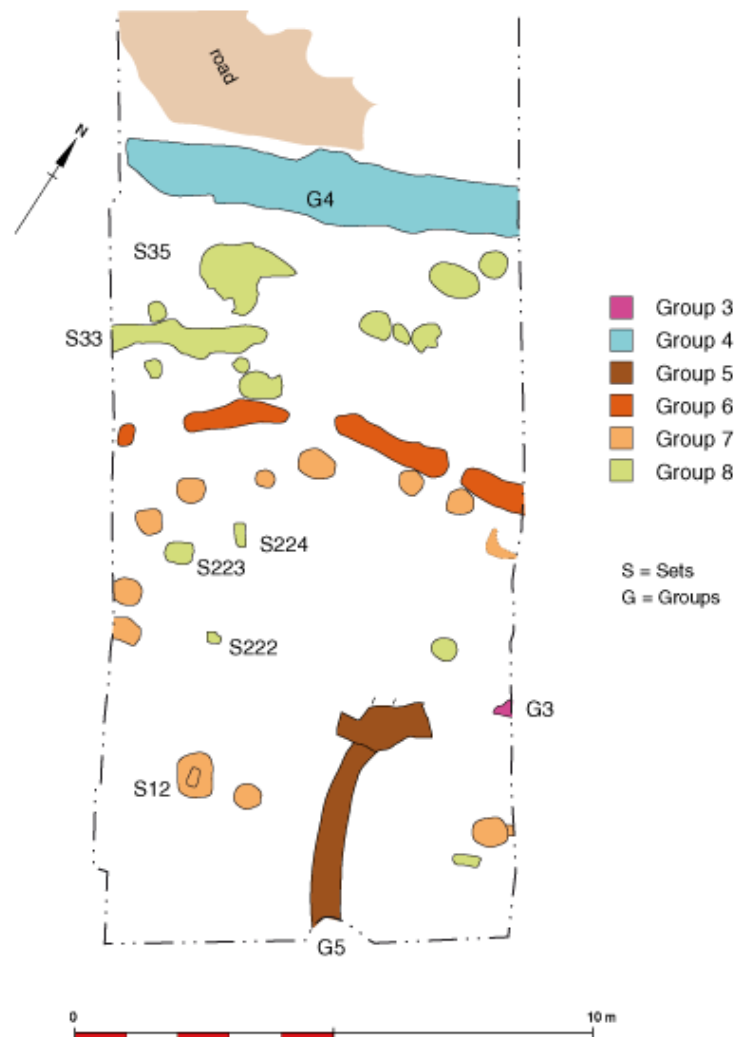 road
N
G4
S35
S33
S224
S223
S222
G3
S12
G5
Group 3
Group 4
Group 5
Group 6
Group 7
Group 8
S = Sets
G = Groups
0
10 m